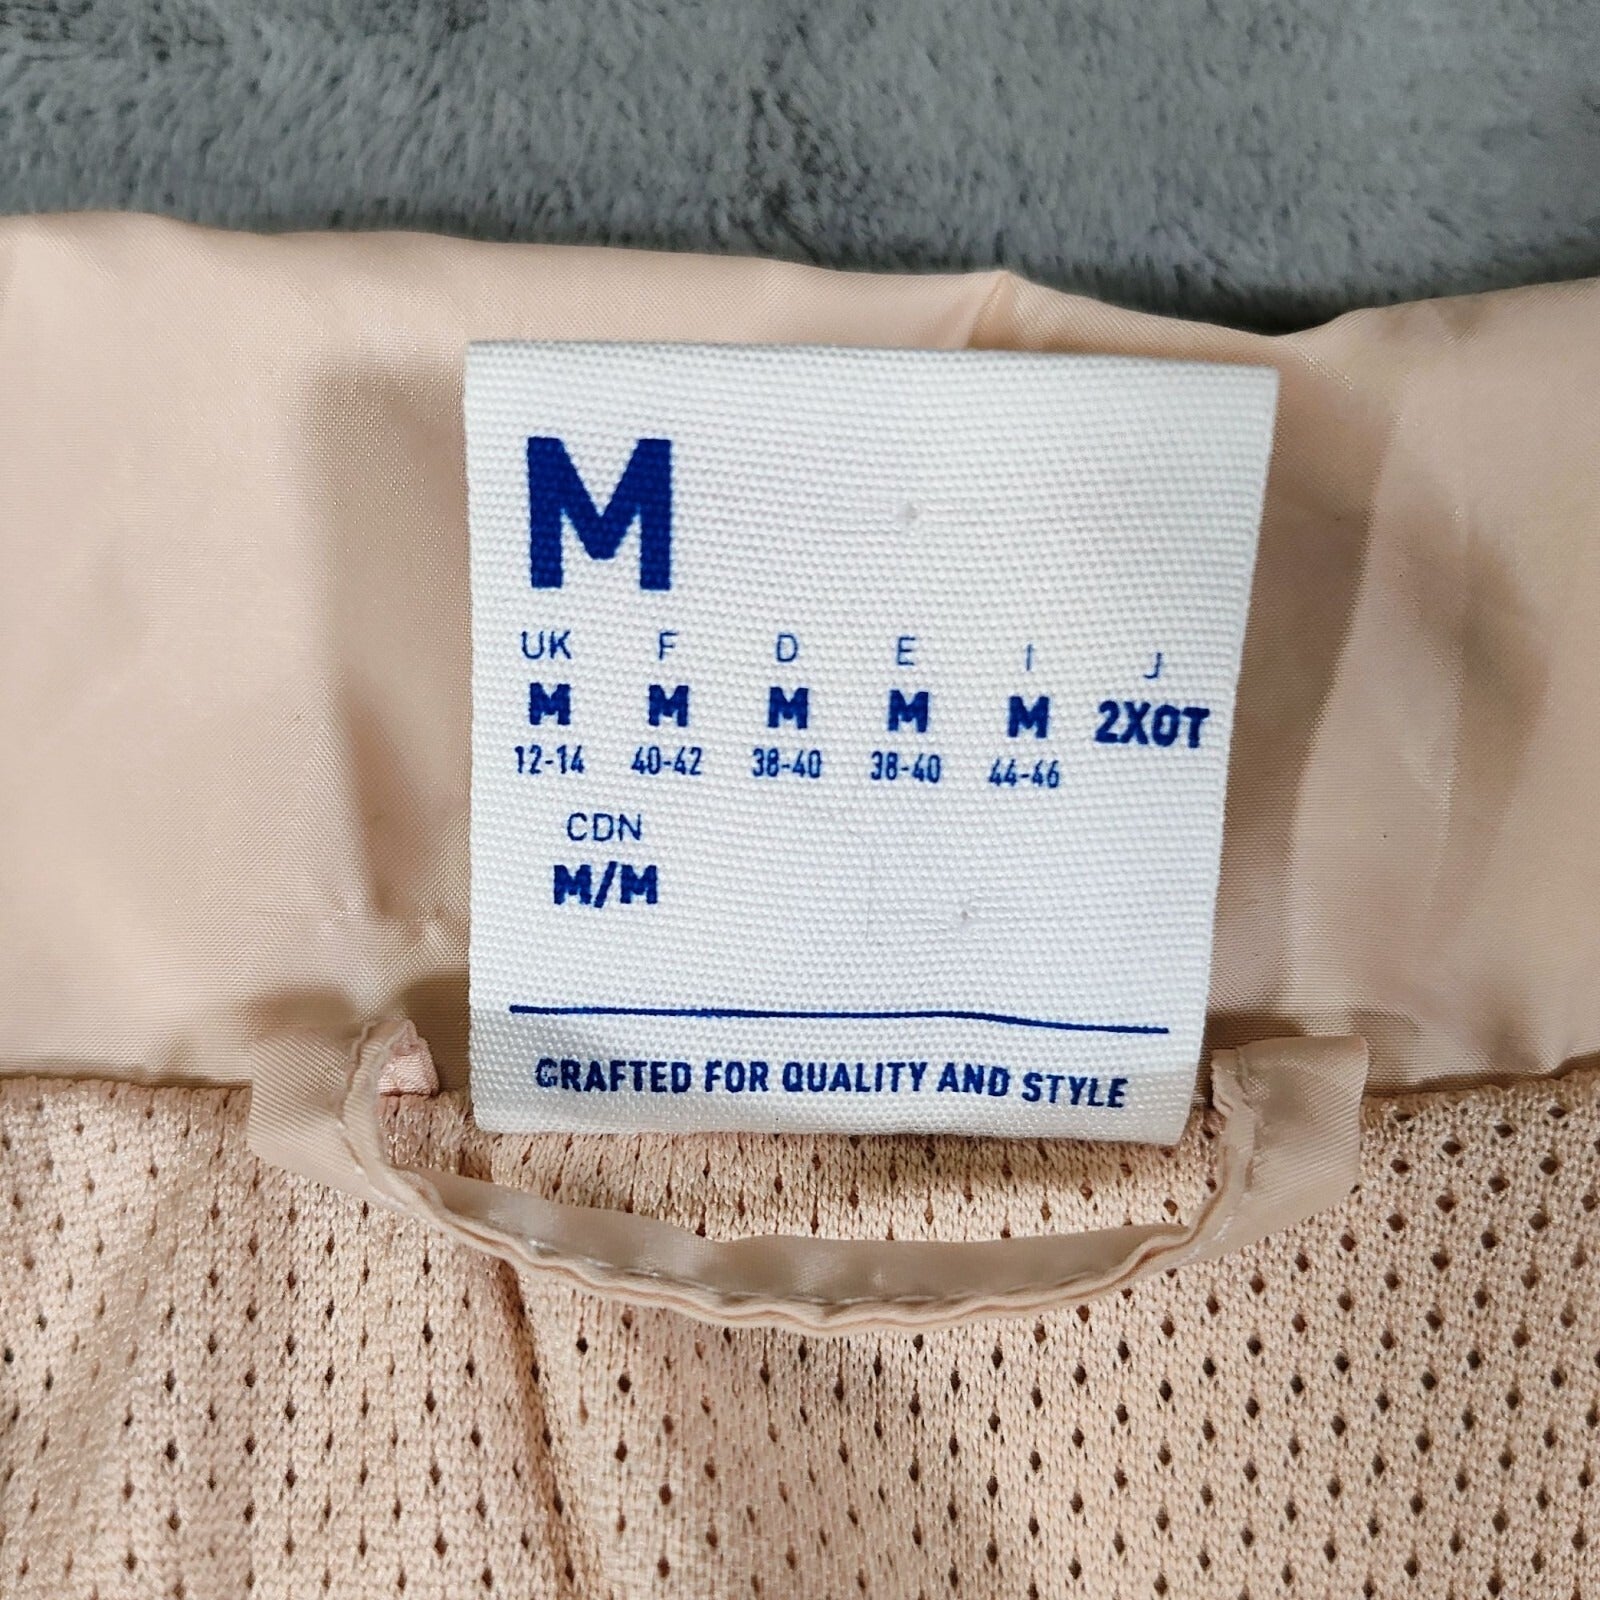 M
UK F D E I J
M M M M M 2XOT
12-14 40-42 38-40 38-40 44-46
CDN
M/M
CRAFTED FOR QUALITY AND STYLE